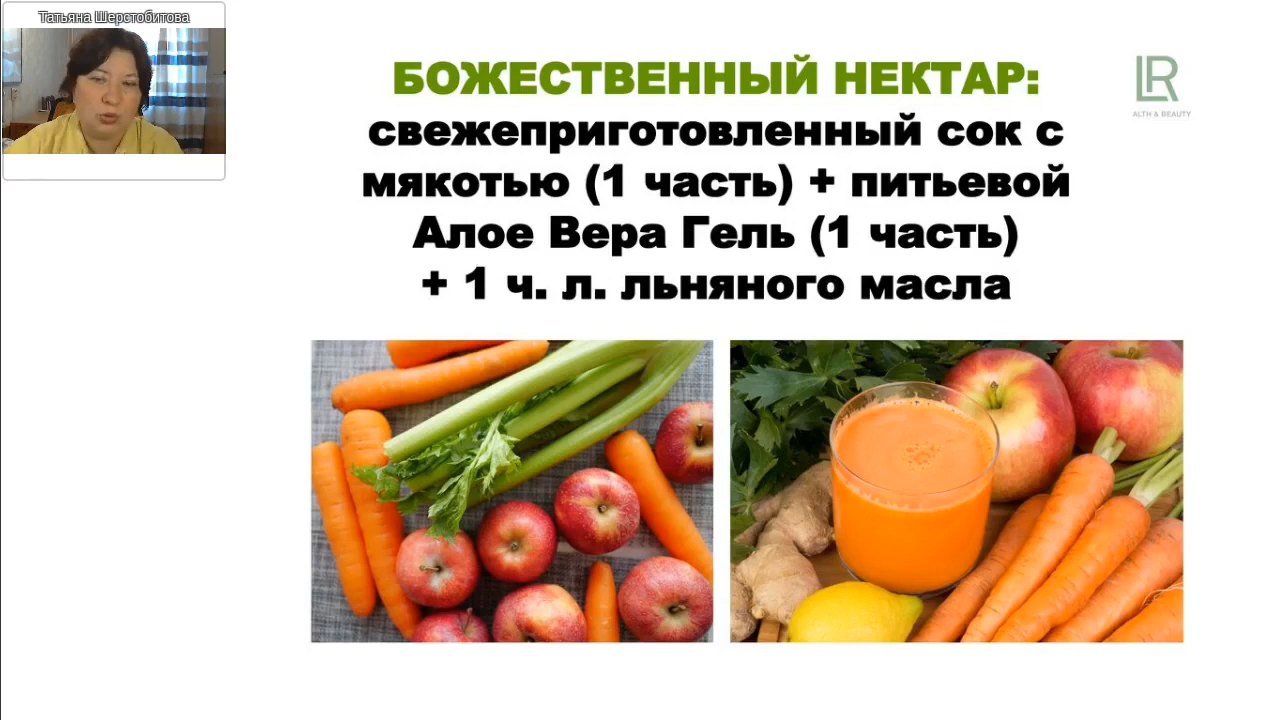 Татьяна Шерстобитова
БОЖЕСТВЕННЫЙ НЕКТАР:
свежеприготовленный сок с
мякотью (1 часть) + питьевой
Алое Вера Гель (1 часть)
+ 1 ч. л. льняного масла
LR
ALTH & BEAUTY